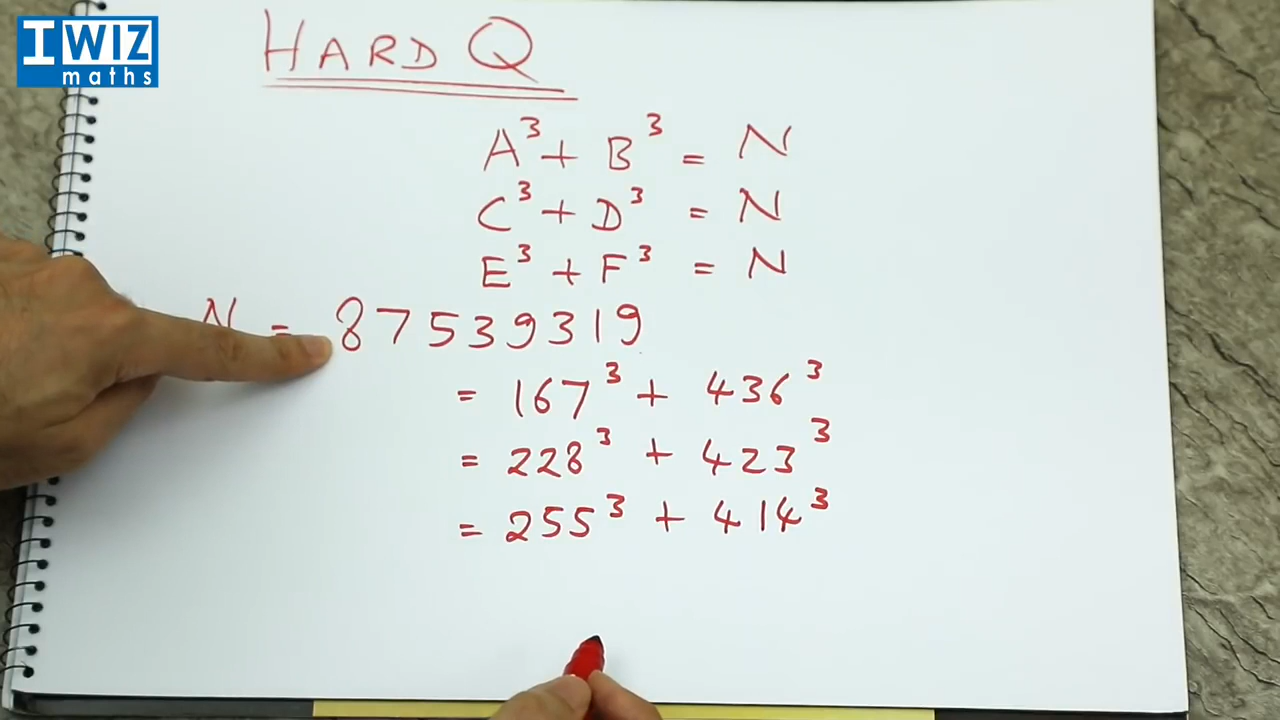 IWIZ
maths
HARD Q
A³ + B³ = N
C³ + D³ = N
E³ + F³ = N
N = 87539319
= 167³ + 436³
= 228³ + 423³
= 255³ + 414³